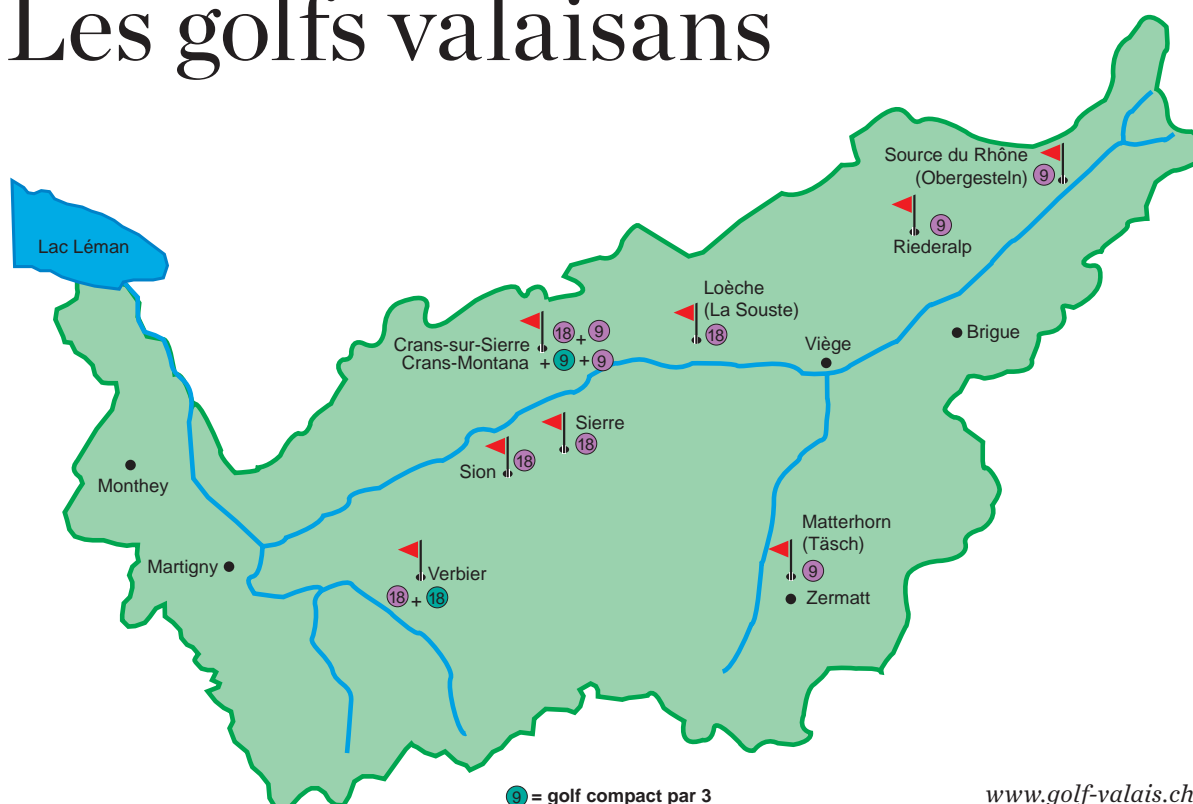 Les golfs valaisans
Source du Rhône
(Obergesteln) 9
9
Riederalp
Lac Léman
Loèche
(La Souste)
18
Crans-sur-Sierre 18 + 9
Crans-Montana + 9 + 9
Viège
Brigue
Sierre
18
Sion 18
Monthey
Matterhorn
(Täsch)
9
Zermatt
Martigny
Verbier
18 + 18
9 = golf compact par 3
www.golf-valais.ch